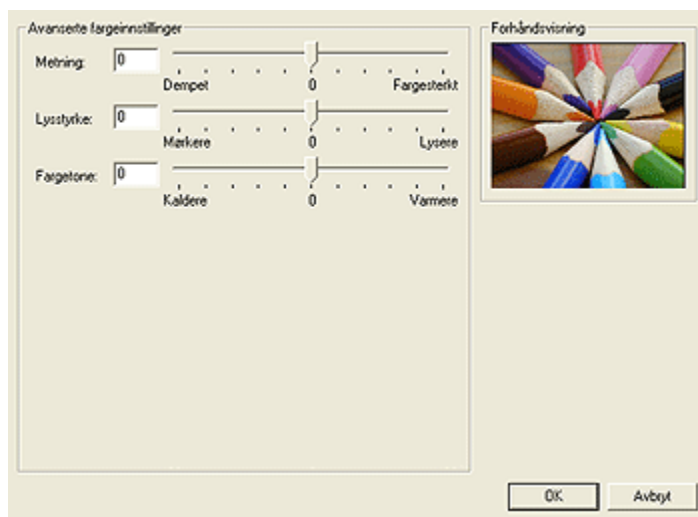 Avanserte fargeinnstillinger
Metning: 0
Dempet 0 Fargesterkt
Lysstyrke: 0
Mørkere 0 Lysere
Fargetone: 0
Kaldere 0 Varmere
Forhåndsvisning
OK Avbryt